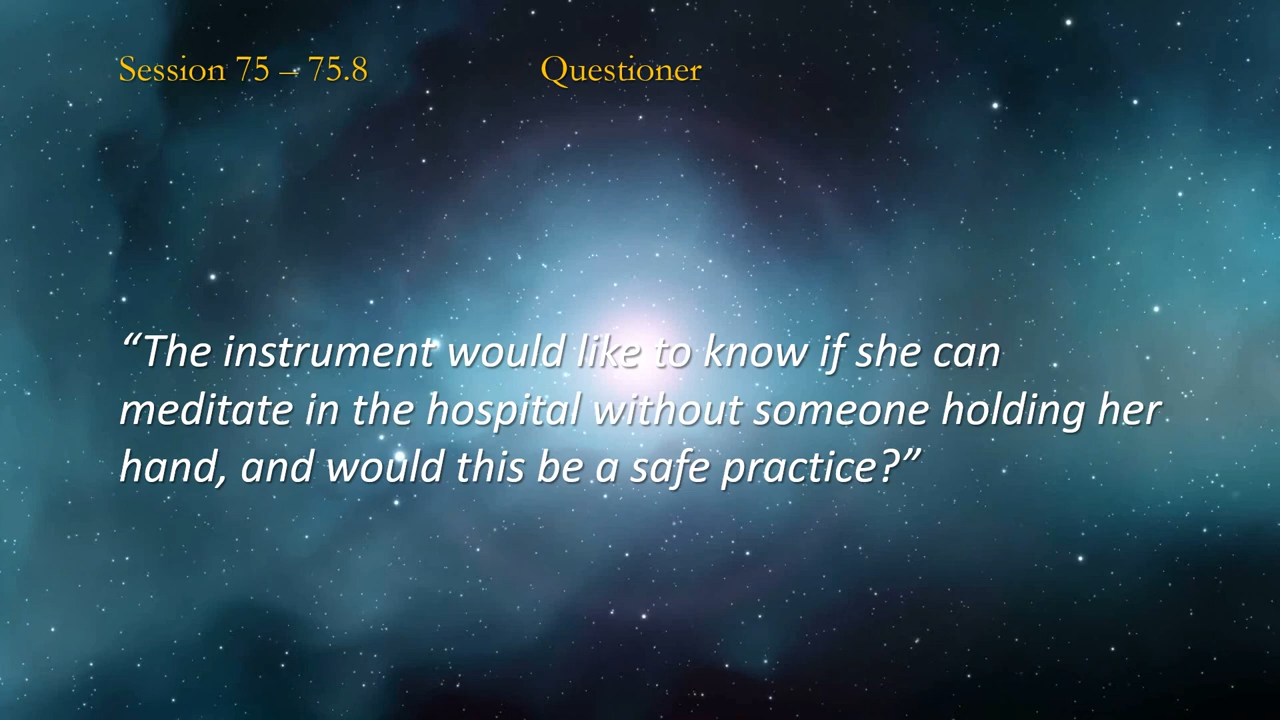 Session 75 – 75.8 Questioner
“The instrument would like to know if she can
meditate in the hospital without someone holding her
hand, and would this be a safe practice?”